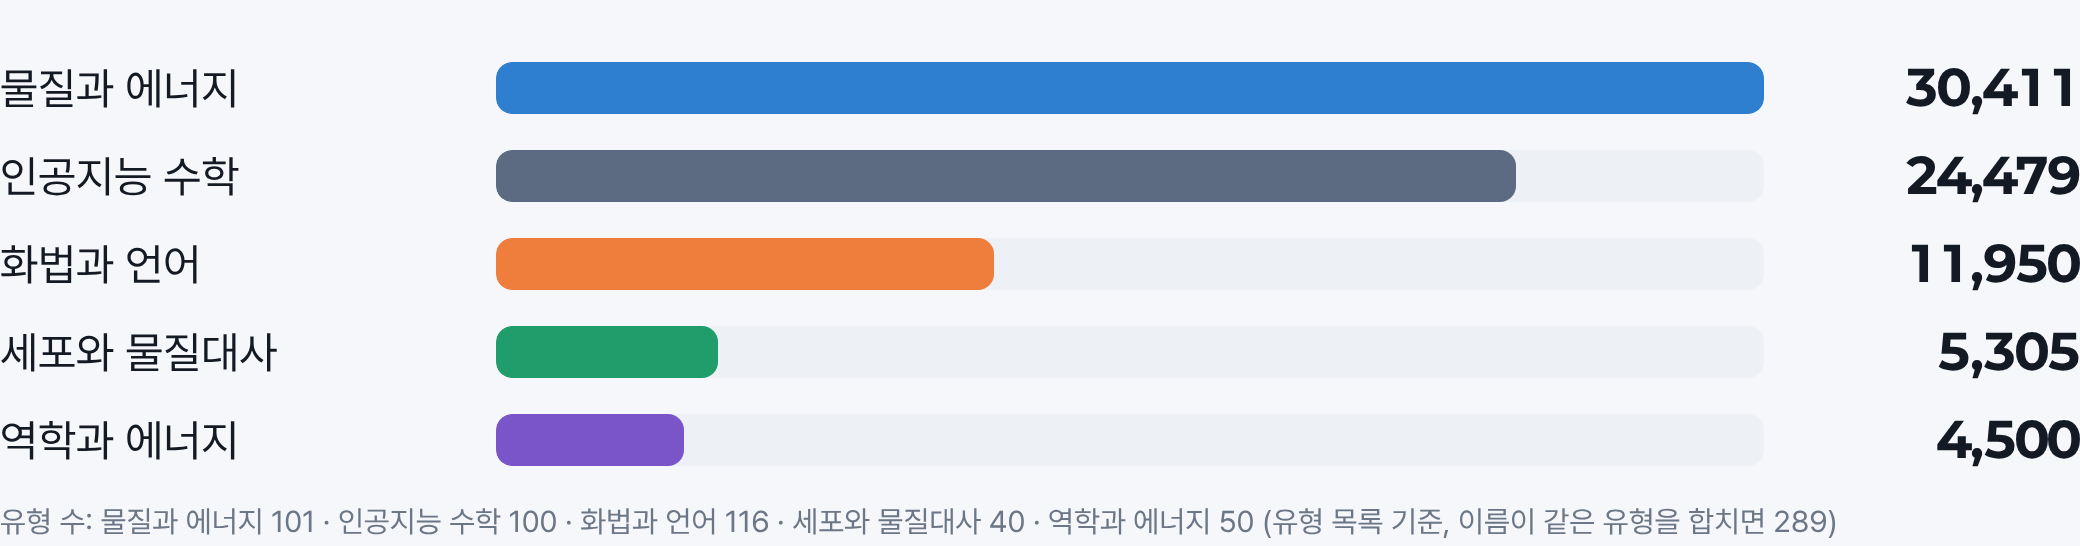 물질과 에너지 30,411
인공지능 수학 24,479
화법과 언어 11,950
세포와 물질대사 5,305
역학과 에너지 4,500
유형 수: 물질과 에너지 101 · 인공지능 수학 100 · 화법과 언어 116 · 세포와 물질대사 40 · 역학과 에너지 50 (유형 목록 기준, 이름이 같은 유형을 합치면 289)